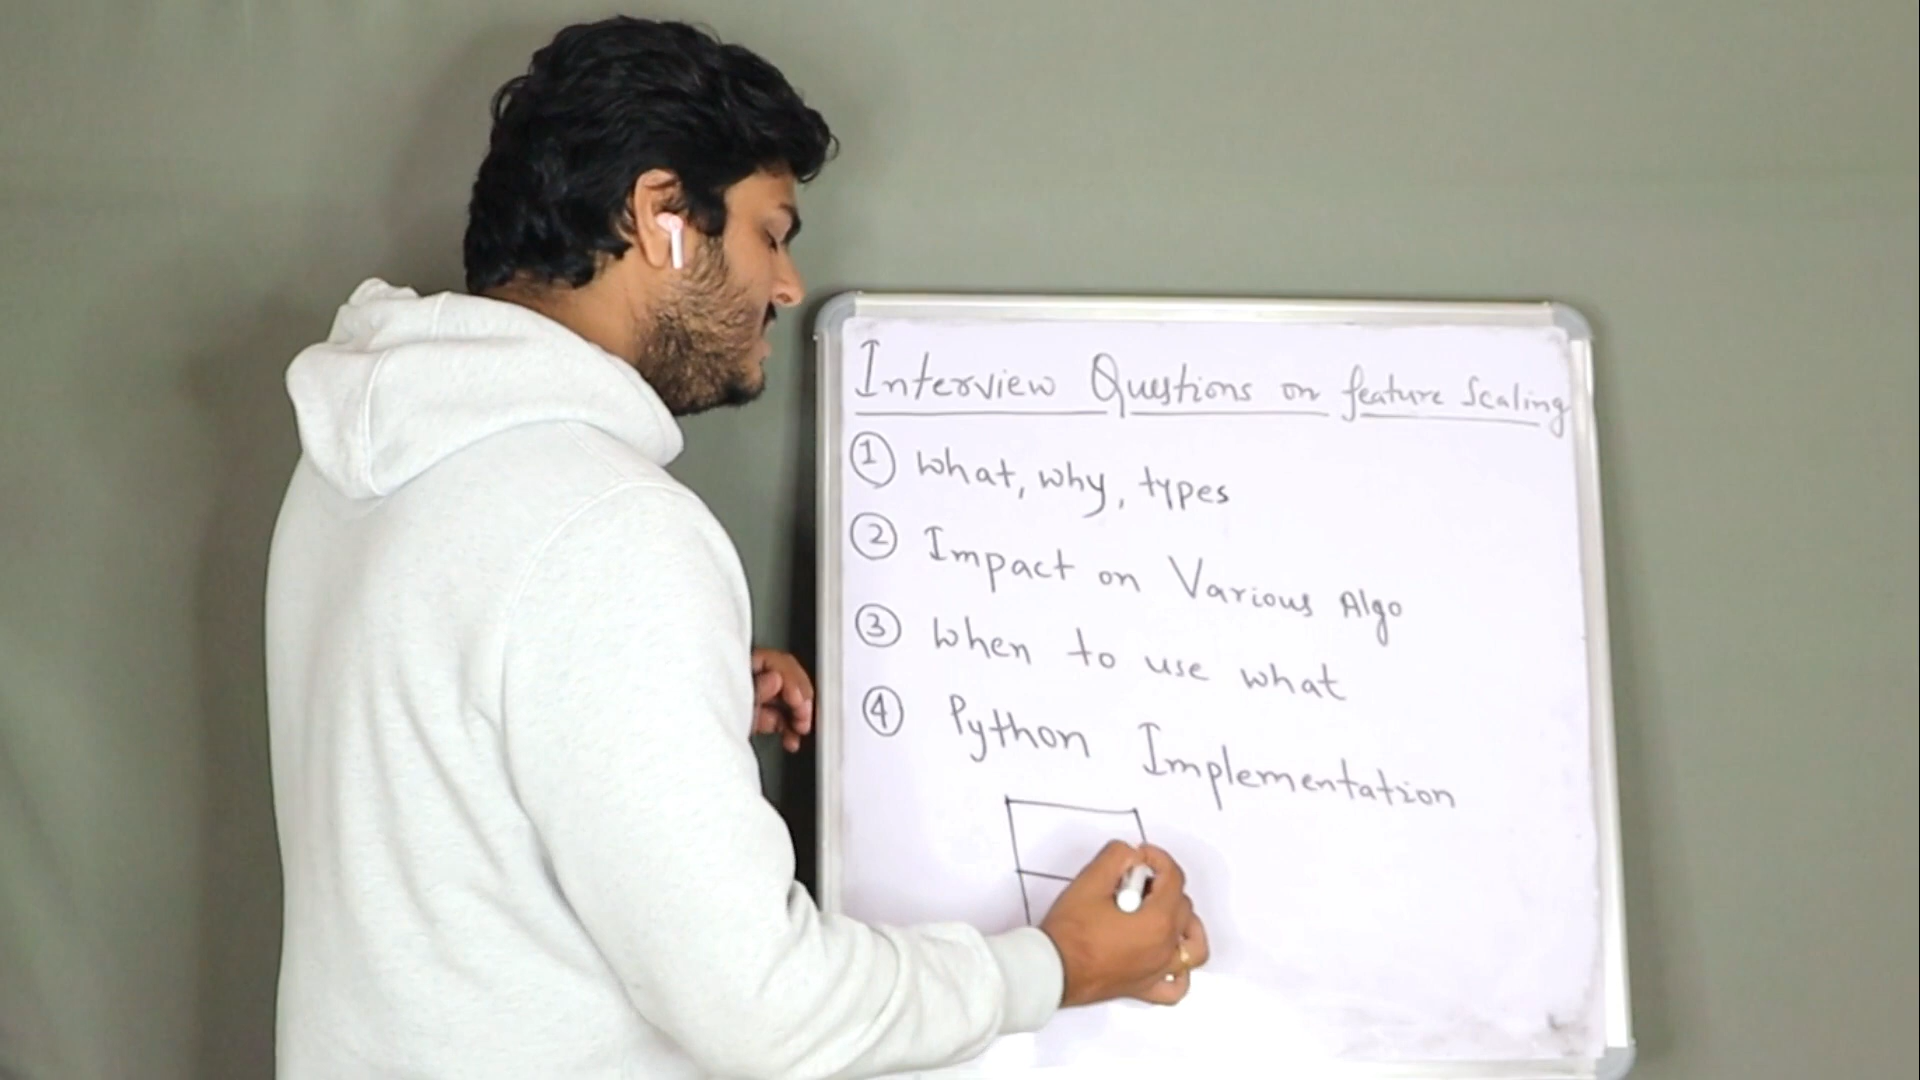 Interview Questions on feature Scaling
① what, why, types
② Impact on Various Algo
③ when to use what
④ Python Implementation